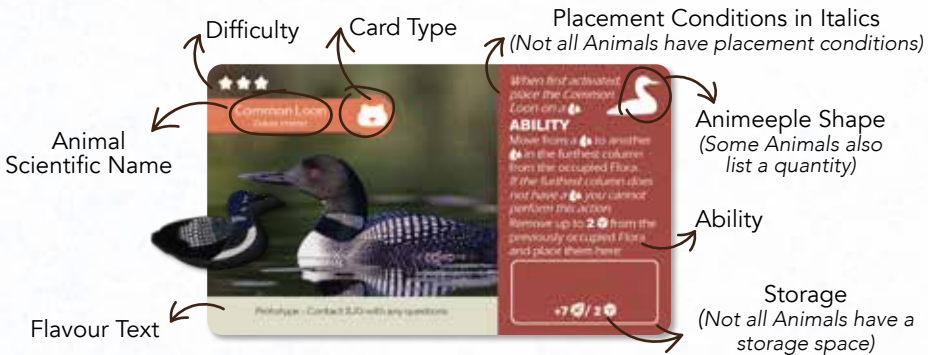 Difficulty
Card Type
Placement Conditions in Italics
(Not all Animals have placement conditions)
Animal
Scientific Name
Common Loon
When first activated
place the Common
Loon on a
ABILITY
Move from a to another
in the furthest column
from the occupied Flora.
If the furthest column does
not have a you cannot
perform this action
Remove up to 2 from the
previously occupied Flora
and place them here:
+7 / 2
Animeeple Shape
(Some Animals also
list a quantity)
Ability
Storage
(Not all Animals have a
storage space)
Flavour Text
Prototype - Contact IUG with any questions